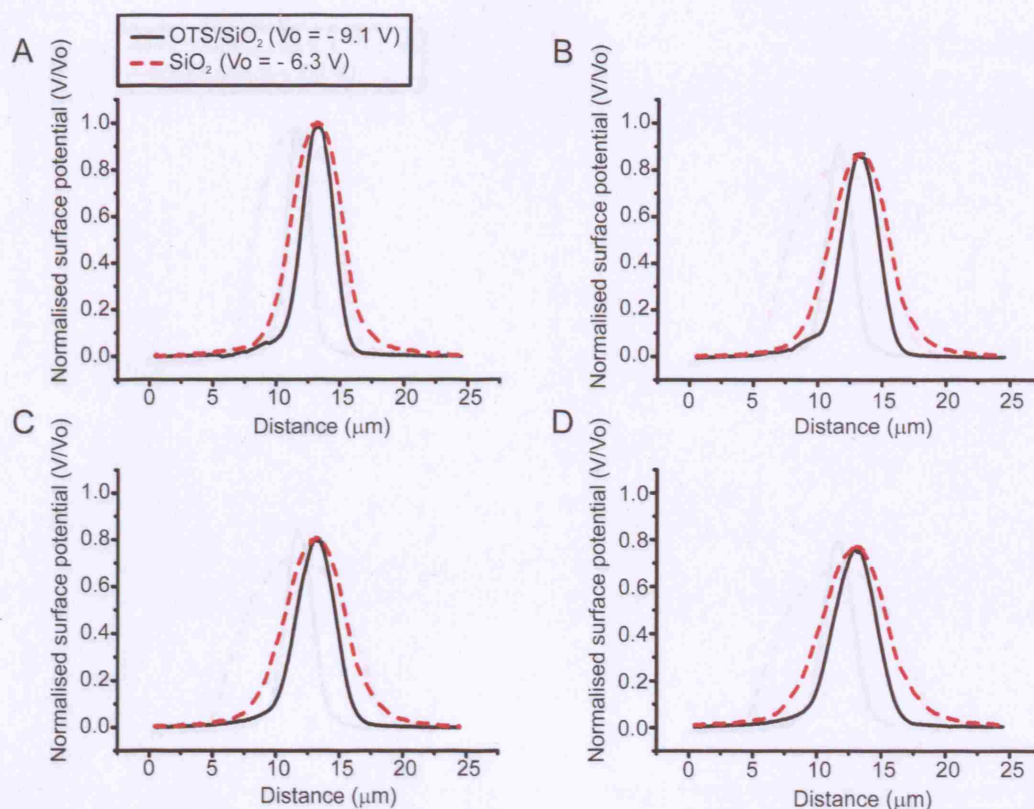 A
OTS/SiO₂ (Vo = - 9.1 V)
SiO₂ (Vo = - 6.3 V)
Normalised surface potential (V/Vo)
1.0
0.8
0.6
0.4
0.2
0.0
0 5 10 15 20 25
Distance (μm)
B
Normalised surface potential (V/Vo)
1.0
0.8
0.6
0.4
0.2
0.0
0 5 10 15 20 25
Distance (μm)
C
Normalised surface potential (V/Vo)
1.0
0.8
0.6
0.4
0.2
0.0
0 5 10 15 20 25
Distance (μm)
D
Normalised surface potential (V/Vo)
1.0
0.8
0.6
0.4
0.2
0.0
0 5 10 15 20 25
Distance (μm)